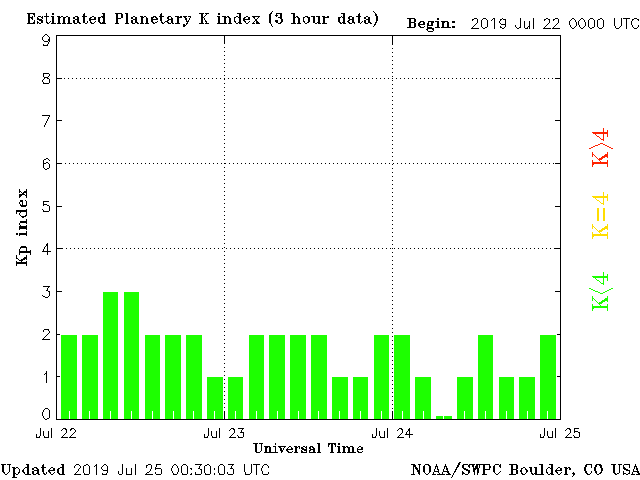 Estimated Planetary K index (3 hour data)
Begin: 2019 Jul 22 0000 UTC
9
8
7
6
5
4
3
2
1
0
Kp index
K>4
K=4
K<4
Jul 22
Jul 23
Jul 24
Jul 25
Universal Time
Updated 2019 Jul 25 00:30:03 UTC
NOAA/SWPC Boulder, CO USA